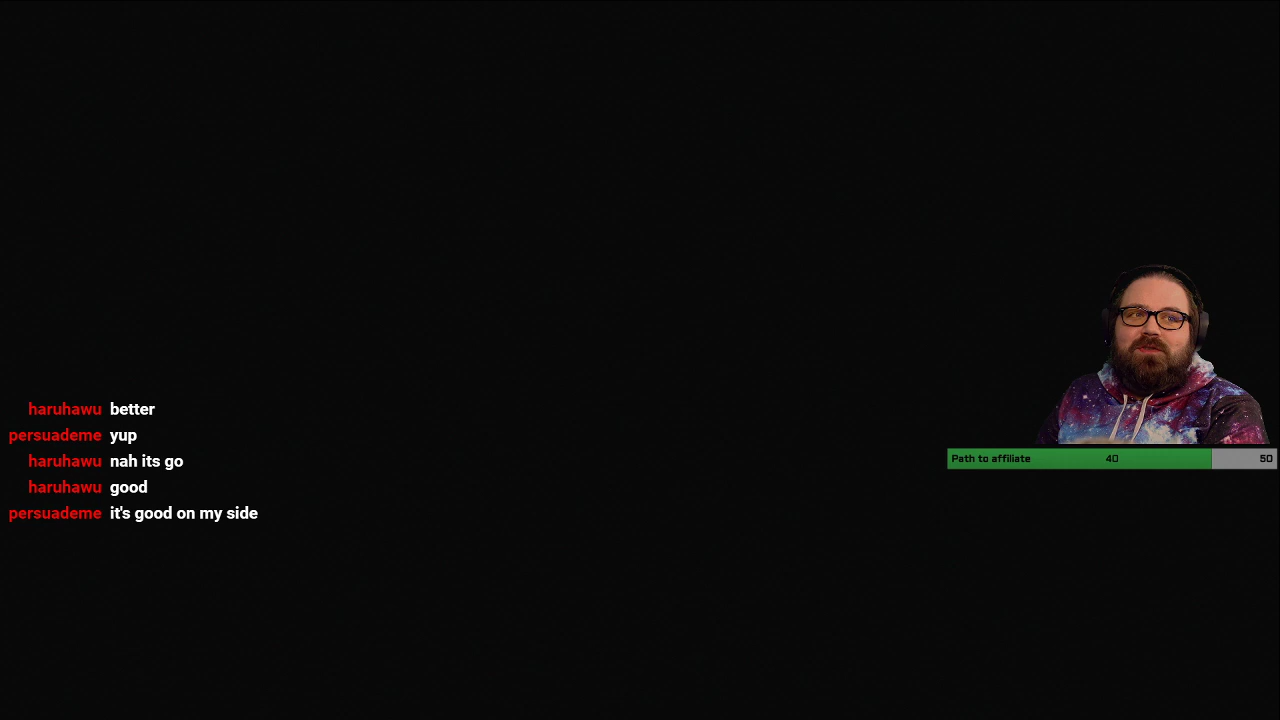 haruhawu better
persuademe yup
haruhawu nah its go
haruhawu good
persuademe it's good on my side
Path to affiliate 40 50